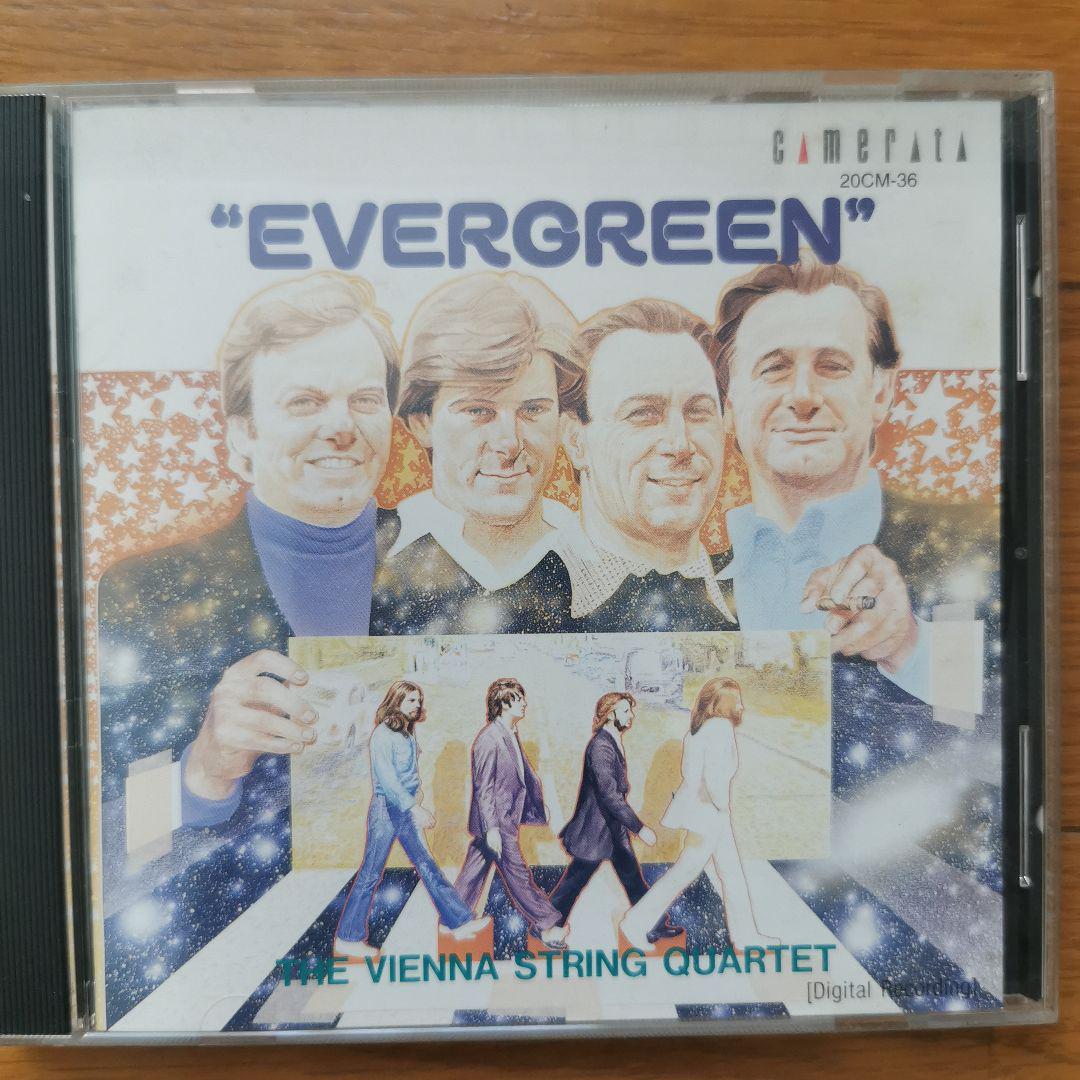 camerata
20CM-36
“EVERGREEN”
THE VIENNA STRING QUARTET
[Digital Recording]